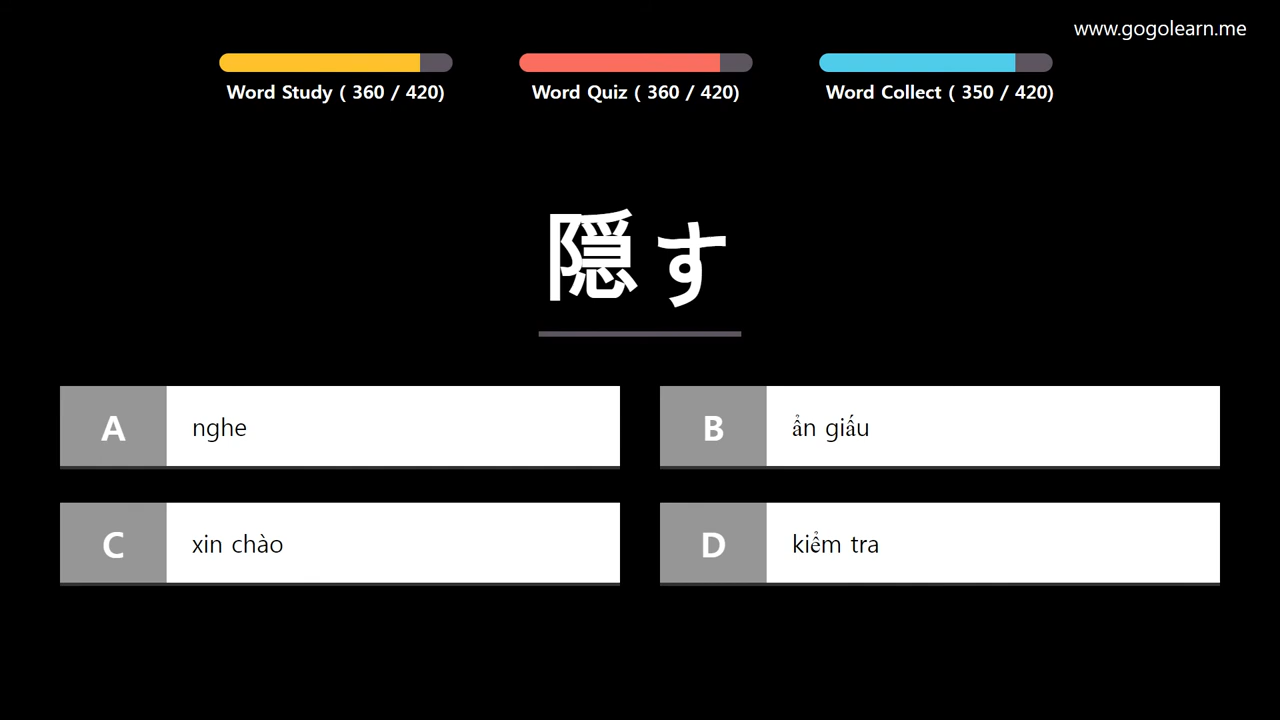 www.gogolearn.me
Word Study ( 360 / 420)
Word Quiz ( 360 / 420)
Word Collect ( 350 / 420)
隠す
A nghe
B ẩn giấu
C xin chào
D kiểm tra